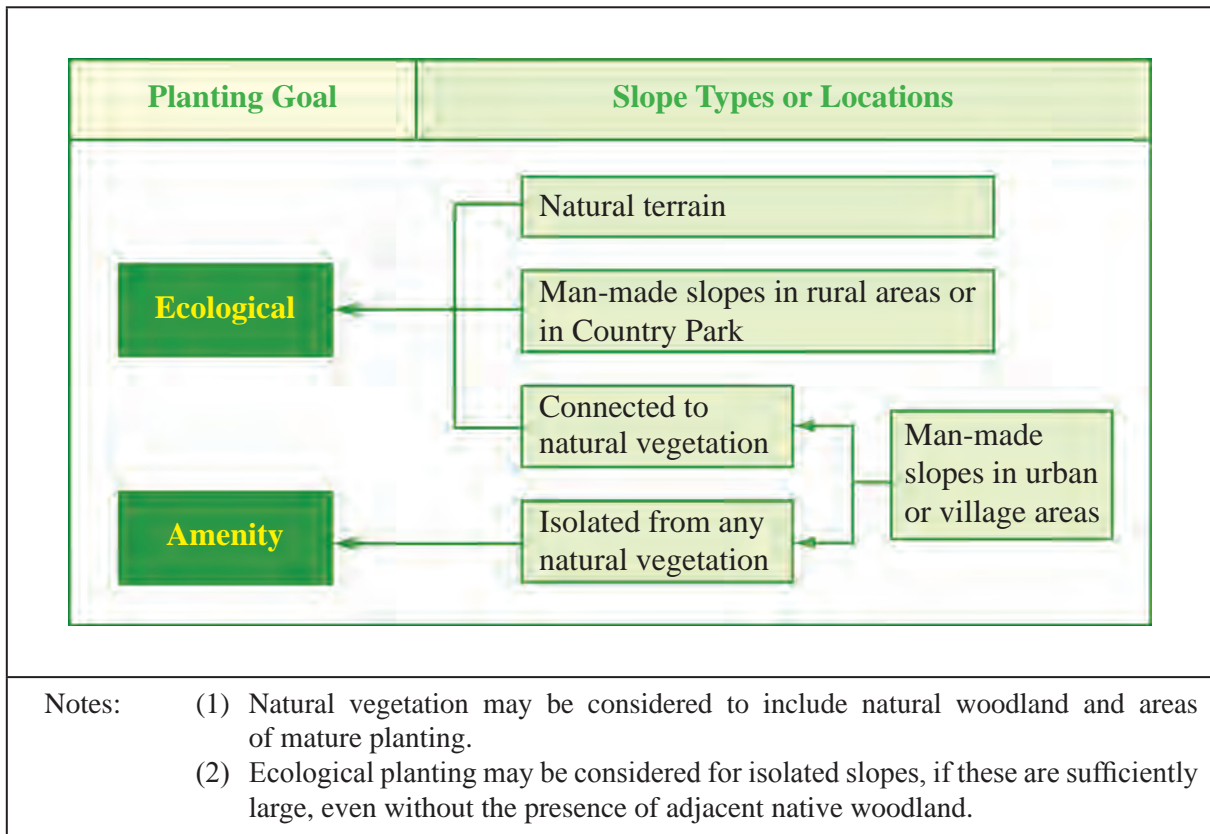 Planting Goal
Slope Types or Locations
Natural terrain
Ecological
Man-made slopes in rural areas or
in Country Park
Connected to
natural vegetation
Man-made
slopes in urban
or village areas
Amenity
Isolated from any
natural vegetation
Notes: (1) Natural vegetation may be considered to include natural woodland and areas
of mature planting.
(2) Ecological planting may be considered for isolated slopes, if these are sufficiently
large, even without the presence of adjacent native woodland.